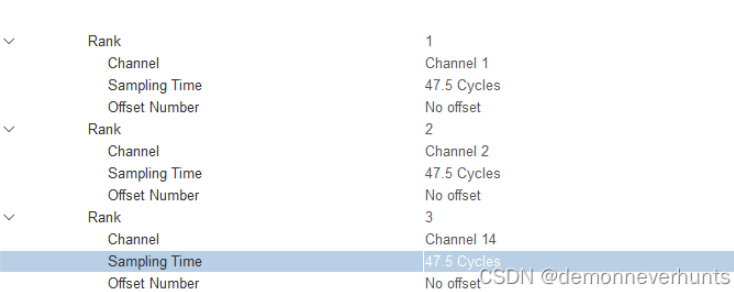 Rank 1
Channel Channel 1
Sampling Time 47.5 Cycles
Offset Number No offset
Rank 2
Channel Channel 2
Sampling Time 47.5 Cycles
Offset Number No offset
Rank 3
Channel Channel 14
Sampling Time 47.5 Cycles
Offset Number No offset
CSDN @demonneverhunts